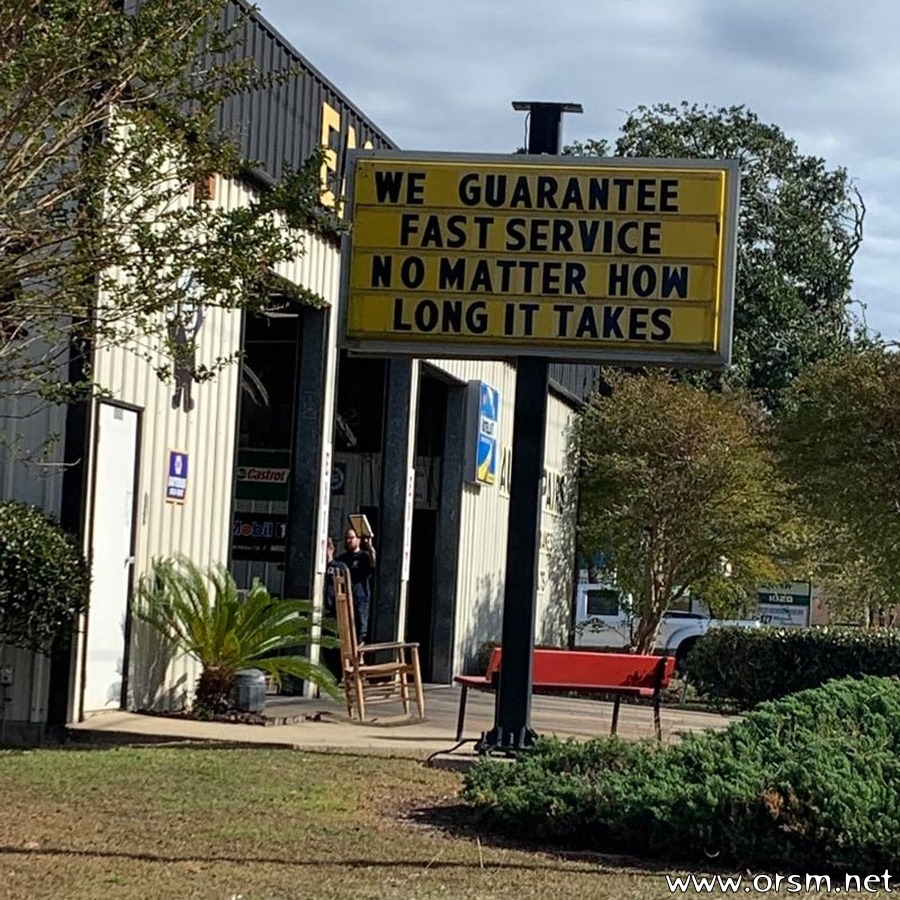 WE GUARANTEE
FAST SERVICE
NO MATTER HOW
LONG IT TAKES
Castrol
Mobil 1
www.orsm.net